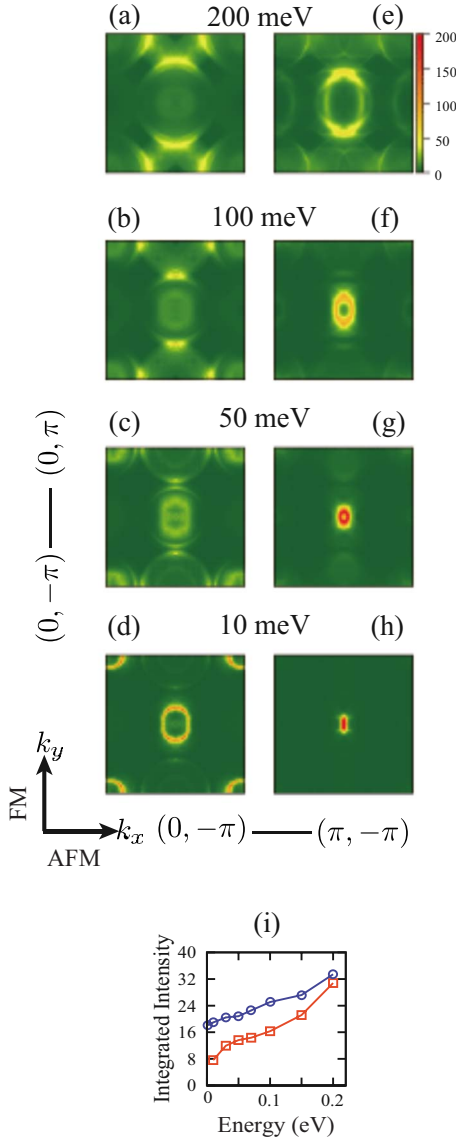 (a) 200 meV (e)
200
150
100
50
0
(b) 100 meV (f)
(c) 50 meV (g)
(0, −π) — (0, π)
(d) 10 meV (h)
k_y
FM
k_x (0, −π) — (π, −π)
AFM
(i)
Integrated Intensity
40
32
24
16
8
0
0 0.1 0.2
Energy (eV)